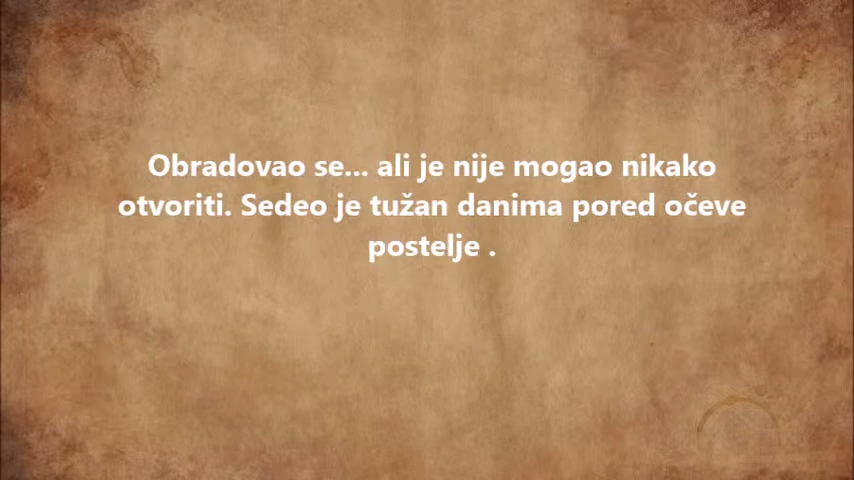 Obradovao se... ali je nije mogao nikako
otvoriti. Sedeo je tužan danima pored očeve
postelje .